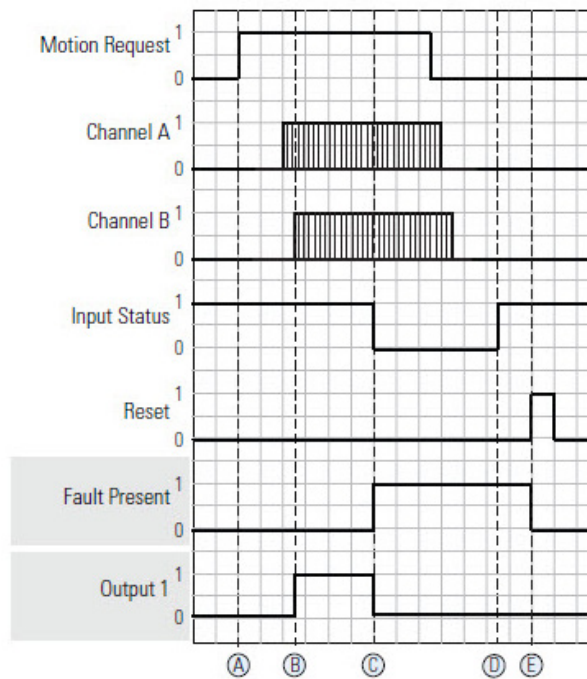 Motion Request 1
0
Channel A 1
0
Channel B 1
0
Input Status 1
0
Reset 1
0
Fault Present 1
0
Output 1 1
0
A B C D E